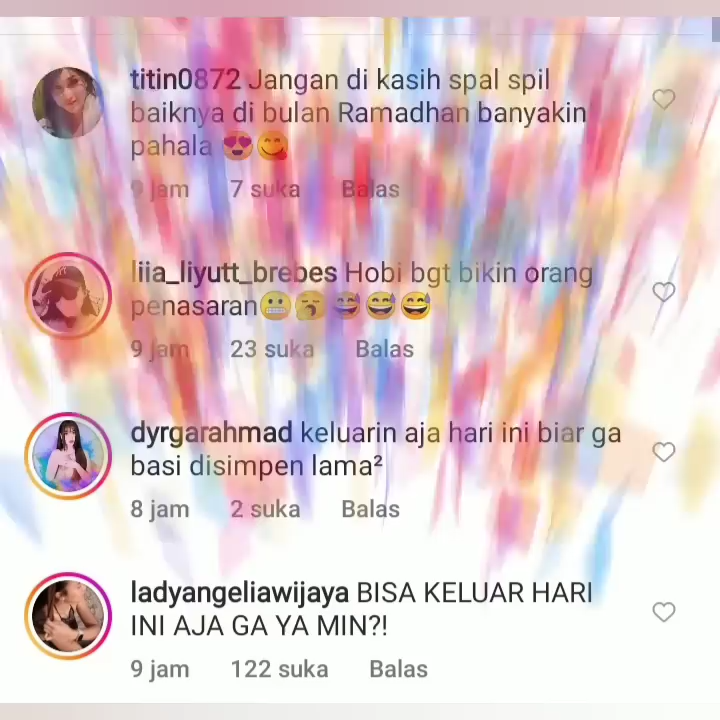 titin0872 Jangan di kasih spal spil
baiknya di bulan Ramadhan banyakin
pahala 😍😋
9 jam 7 suka Balas
liia_liyutt_brebes Hobi bgt bikin orang
penasaran😬🥱😅😅😅
9 jam 23 suka Balas
dyrgarahmad keluarin aja hari ini biar ga
basi disimpen lama²
8 jam 2 suka Balas
ladyangeliawijaya BISA KELUAR HARI
INI AJA GA YA MIN?!
9 jam 122 suka Balas